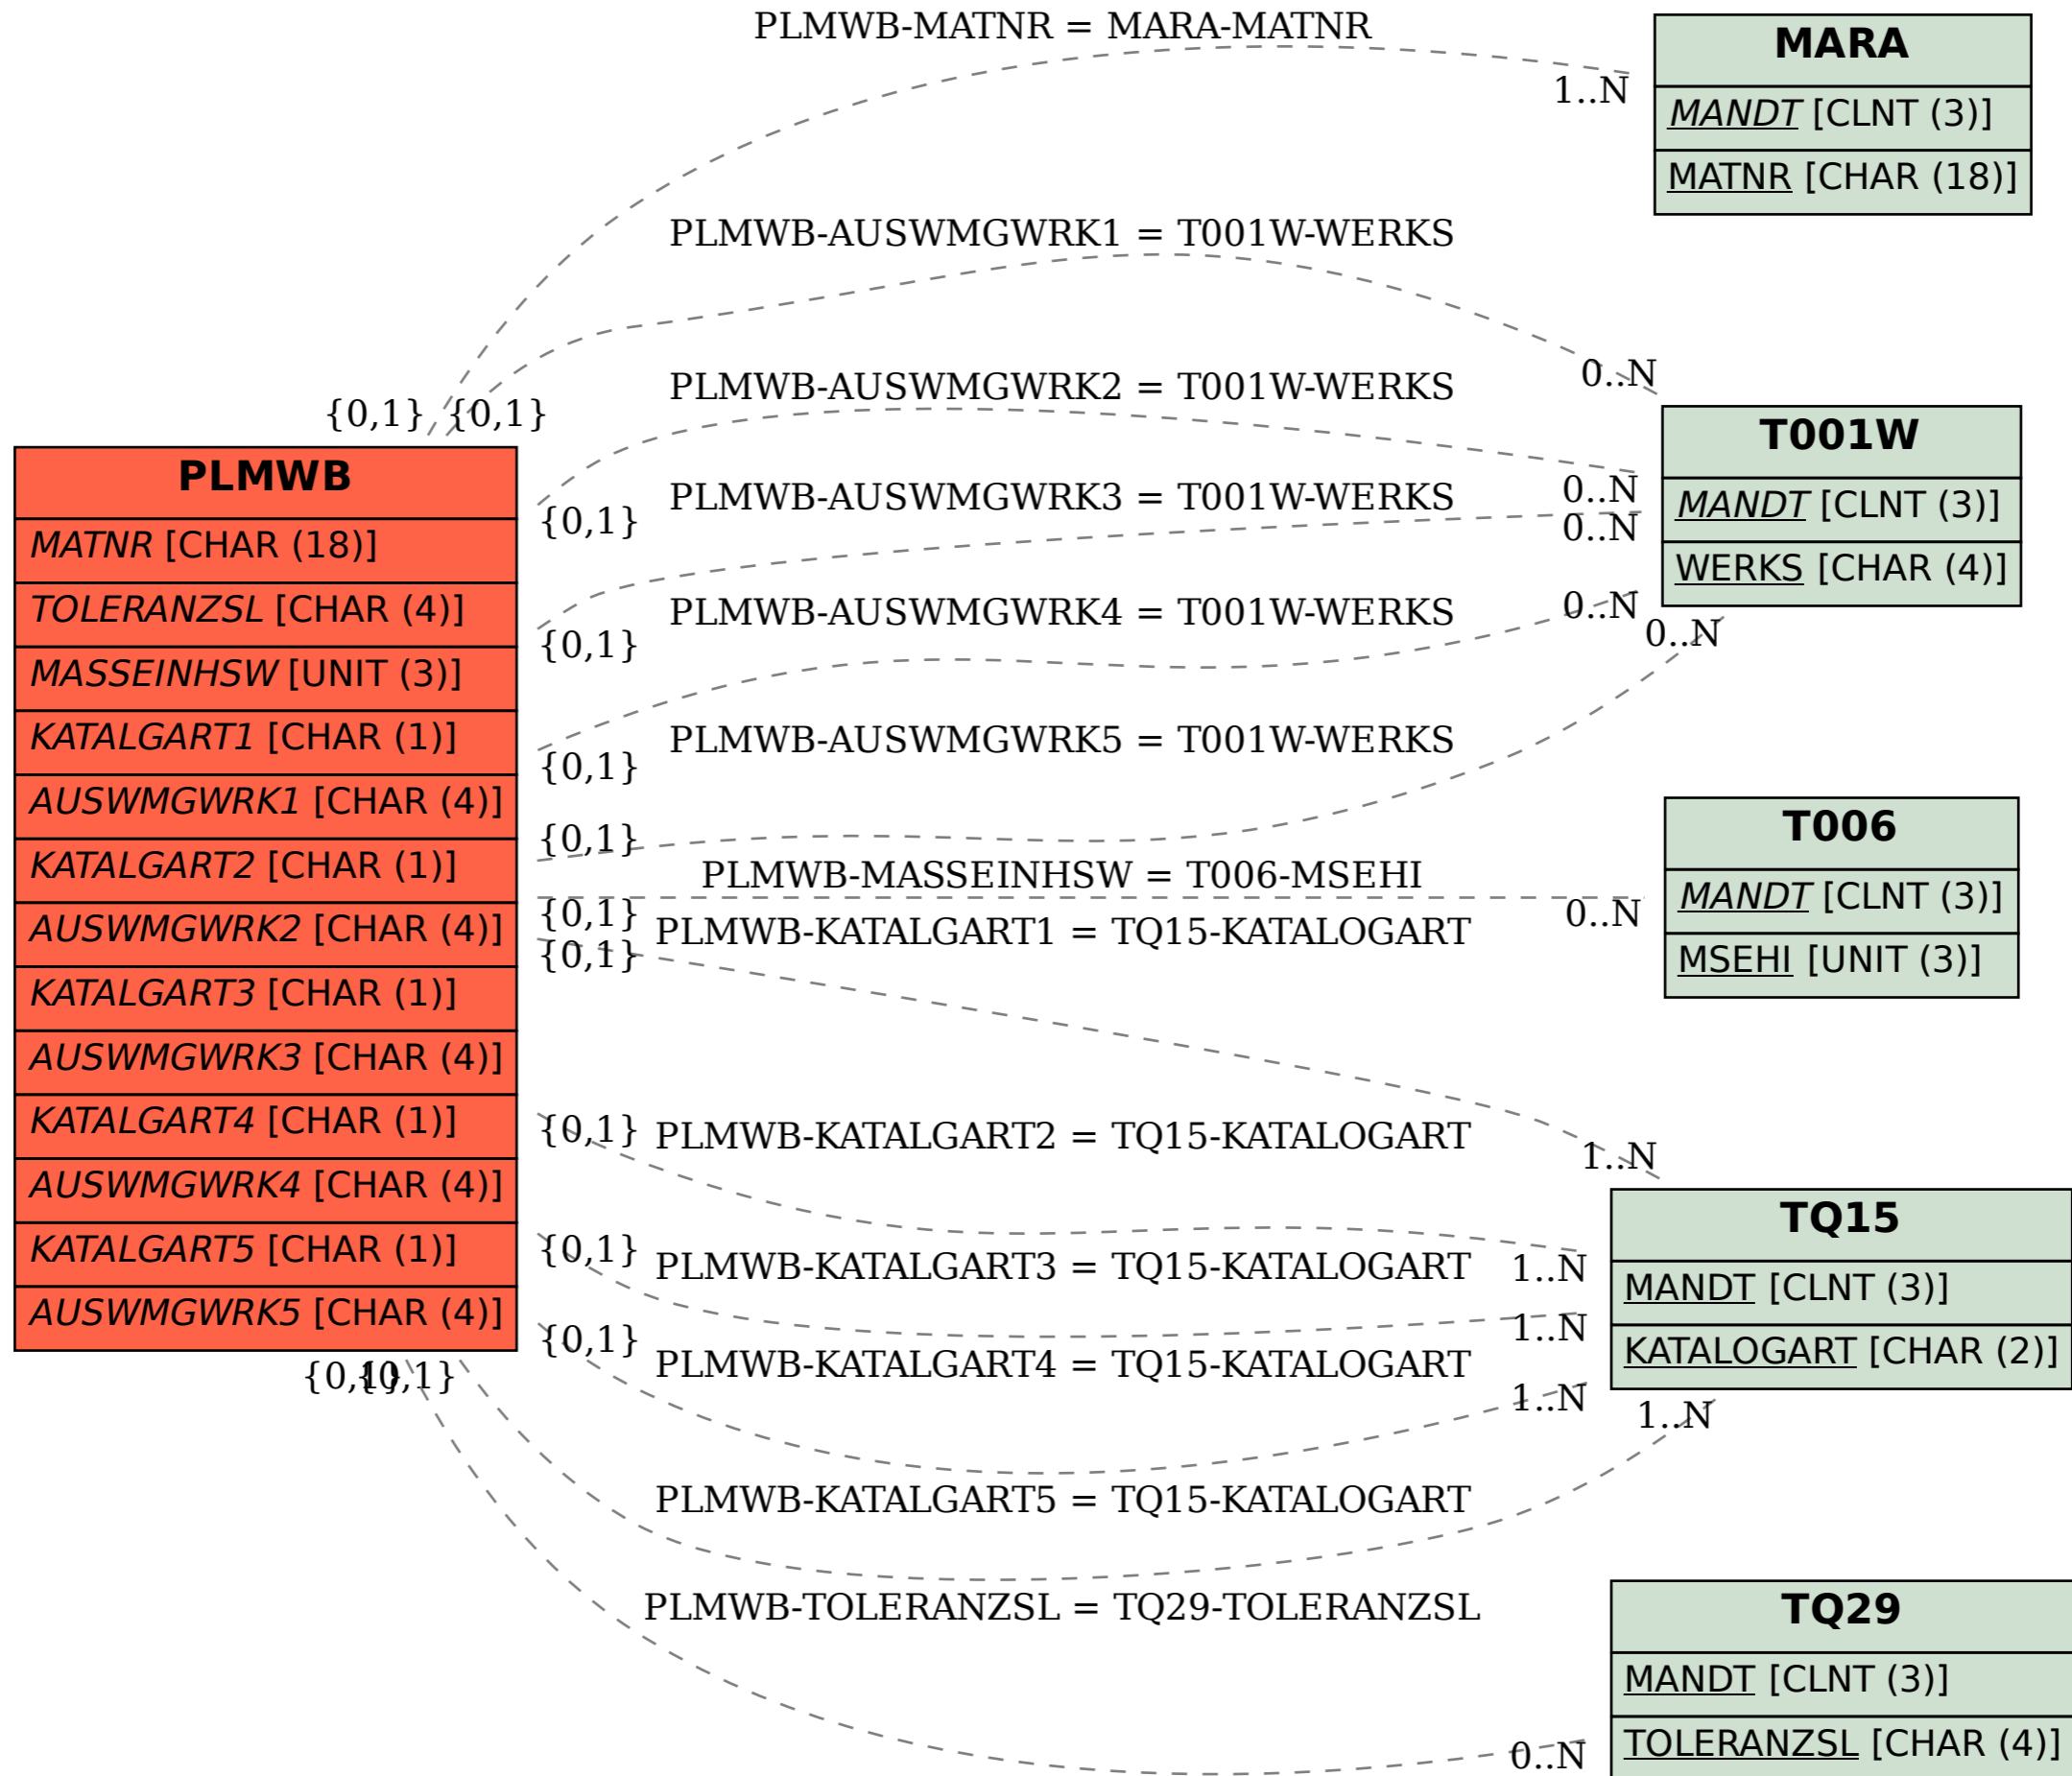 PLMWB-MATNR = MARA-MATNR
1..N
MARA
MANDT [CLNT (3)]
MATNR [CHAR (18)]
PLMWB-AUSWMGWRK1 = T001W-WERKS
0..N
PLMWB-AUSWMGWRK2 = T001W-WERKS
{0,1}
{0,1}
T001W
MANDT [CLNT (3)]
WERKS [CHAR (4)]
PLMWB
MATNR [CHAR (18)]
TOLERANZSL [CHAR (4)]
MASSEINHSW [UNIT (3)]
KATALGART1 [CHAR (1)]
AUSWMGWRK1 [CHAR (4)]
KATALGART2 [CHAR (1)]
AUSWMGWRK2 [CHAR (4)]
KATALGART3 [CHAR (1)]
AUSWMGWRK3 [CHAR (4)]
KATALGART4 [CHAR (1)]
AUSWMGWRK4 [CHAR (4)]
KATALGART5 [CHAR (1)]
AUSWMGWRK5 [CHAR (4)]
0..N
PLMWB-AUSWMGWRK3 = T001W-WERKS
{0,1}
0..N
PLMWB-AUSWMGWRK4 = T001W-WERKS
0..N
{0,1}
0..N
PLMWB-AUSWMGWRK5 = T001W-WERKS
{0,1}
{0,1}
PLMWB-MASSEINHSW = T006-MSEHI
{0,1}
0..N
T006
MANDT [CLNT (3)]
MSEHI [UNIT (3)]
PLMWB-KATALGART1 = TQ15-KATALOGART
{0,1}
{0,1}
PLMWB-KATALGART2 = TQ15-KATALOGART
1..N
TQ15
MANDT [CLNT (3)]
KATALOGART [CHAR (2)]
{0,1}
PLMWB-KATALGART3 = TQ15-KATALOGART
1..N
1..N
{0,1}
PLMWB-KATALGART4 = TQ15-KATALOGART
{0,1}
{0,1}
1..N
1..N
PLMWB-KATALGART5 = TQ15-KATALOGART
PLMWB-TOLERANZSL = TQ29-TOLERANZSL
0..N
TQ29
MANDT [CLNT (3)]
TOLERANZSL [CHAR (4)]